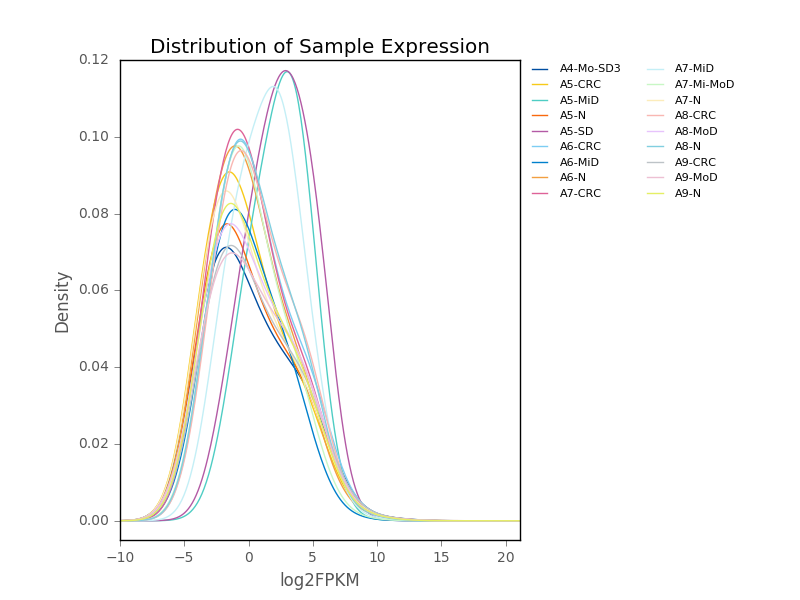 Distribution of Sample Expression
0.12
0.10
0.08
0.06
0.04
0.02
0.00
Density
−10
−5
0
5
10
15
20
log2FPKM
A4-Mo-SD3
A5-CRC
A5-MiD
A5-N
A5-SD
A6-CRC
A6-MiD
A6-N
A7-CRC
A7-MiD
A7-Mi-MoD
A7-N
A8-CRC
A8-MoD
A8-N
A9-CRC
A9-MoD
A9-N